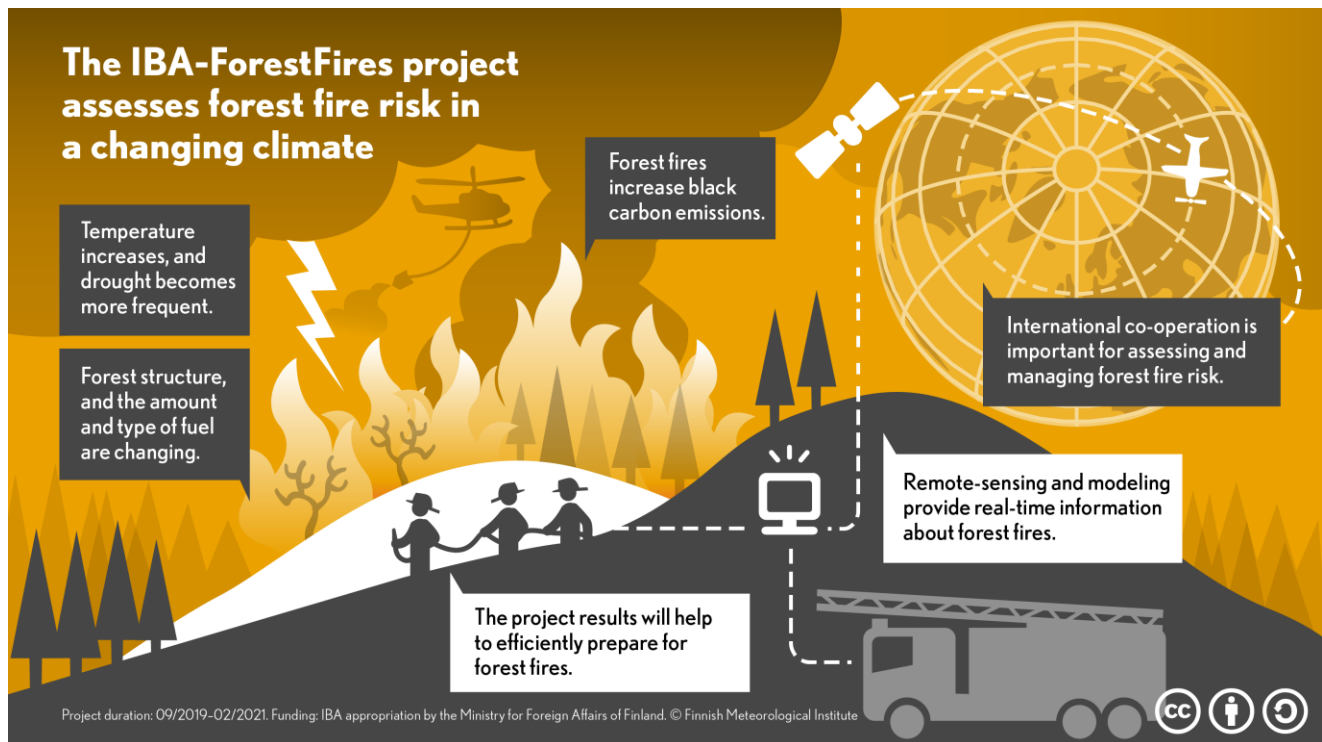 The IBA-ForestFires project
assesses forest fire risk in
a changing climate
Temperature
increases, and
drought becomes
more frequent.
Forest structure,
and the amount
and type of fuel
are changing.
Forest fires
increase black
carbon emissions.
International co-operation is
important for assessing and
managing forest fire risk.
Remote-sensing and modeling
provide real-time information
about forest fires.
The project results will help
to efficiently prepare for
forest fires.
Project duration: 09/2019–02/2021. Funding: IBA appropriation by the Ministry for Foreign Affairs of Finland. © Finnish Meteorological Institute
cc